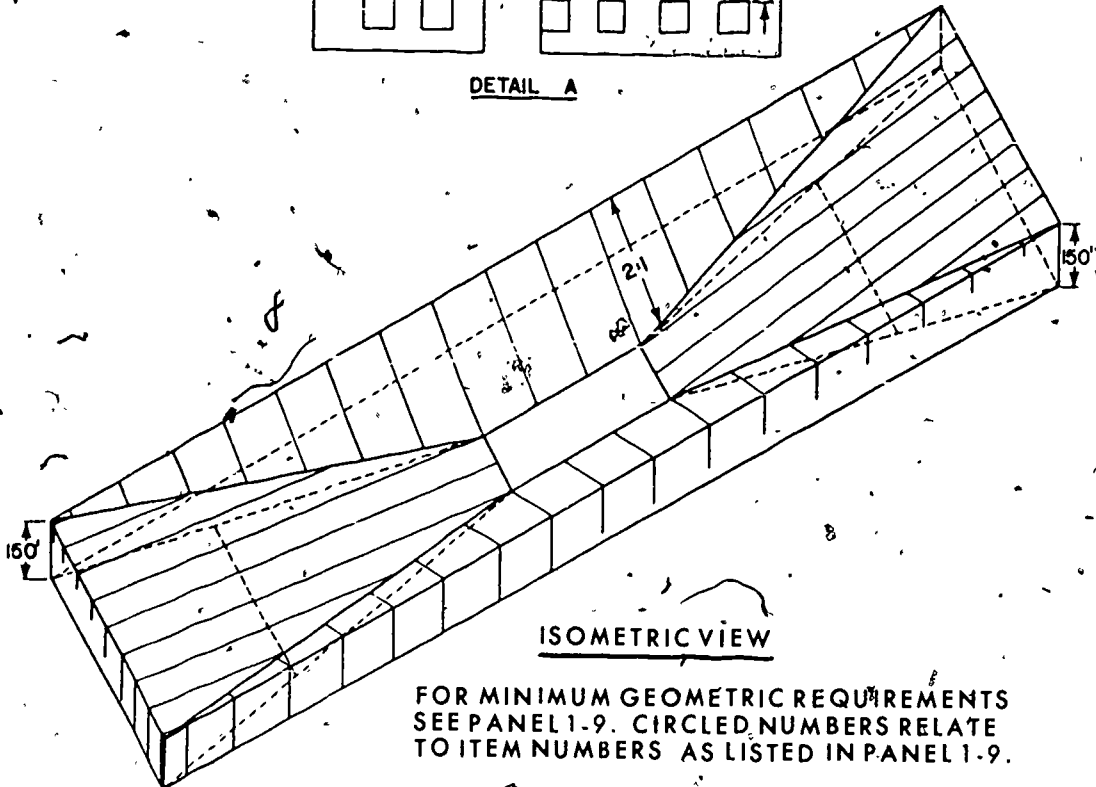 DETAIL A
2:1
150'
150'
ISOMETRIC VIEW
FOR MINIMUM GEOMETRIC REQUIREMENTS
SEE PANEL 1-9. CIRCLED NUMBERS RELATE
TO ITEM NUMBERS AS LISTED IN PANEL 1-9.